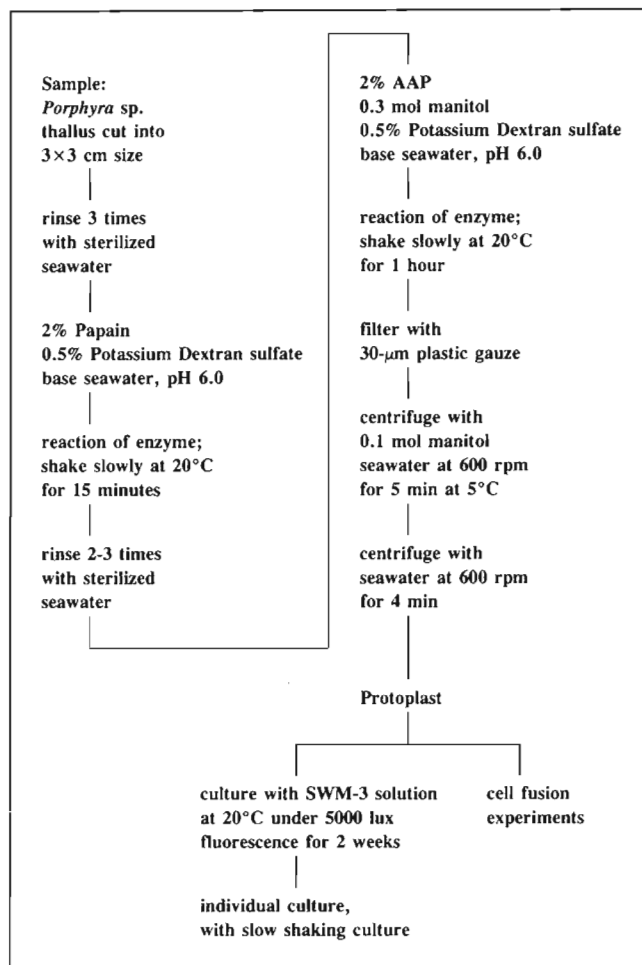 Sample:
Porphyra sp.
thallus cut into
3×3 cm size
rinse 3 times
with sterilized
seawater
2% Papain
0.5% Potassium Dextran sulfate
base seawater, pH 6.0
reaction of enzyme;
shake slowly at 20°C
for 15 minutes
rinse 2-3 times
with sterilized
seawater
2% AAP
0.3 mol manitol
0.5% Potassium Dextran sulfate
base seawater, pH 6.0
reaction of enzyme;
shake slowly at 20°C
for 1 hour
filter with
30-μm plastic gauze
centrifuge with
0.1 mol manitol
seawater at 600 rpm
for 5 min at 5°C
centrifuge with
seawater at 600 rpm
for 4 min
Protoplast
culture with SWM-3 solution
at 20°C under 5000 lux
fluorescence for 2 weeks
individual culture,
with slow shaking culture
cell fusion
experiments